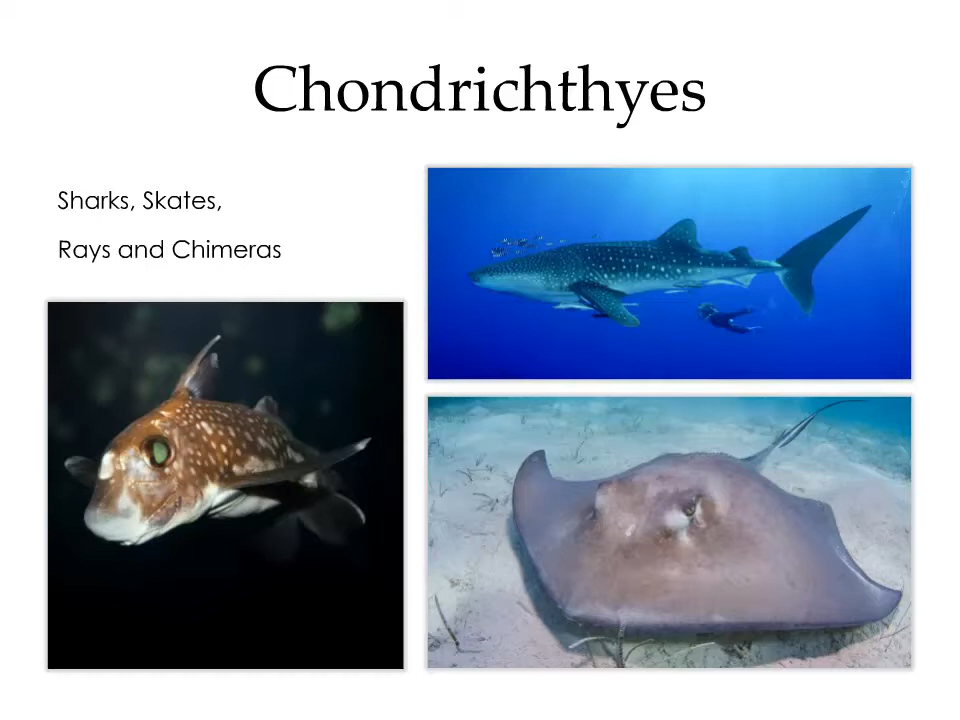 Chondrichthyes
Sharks, Skates,
Rays and Chimeras